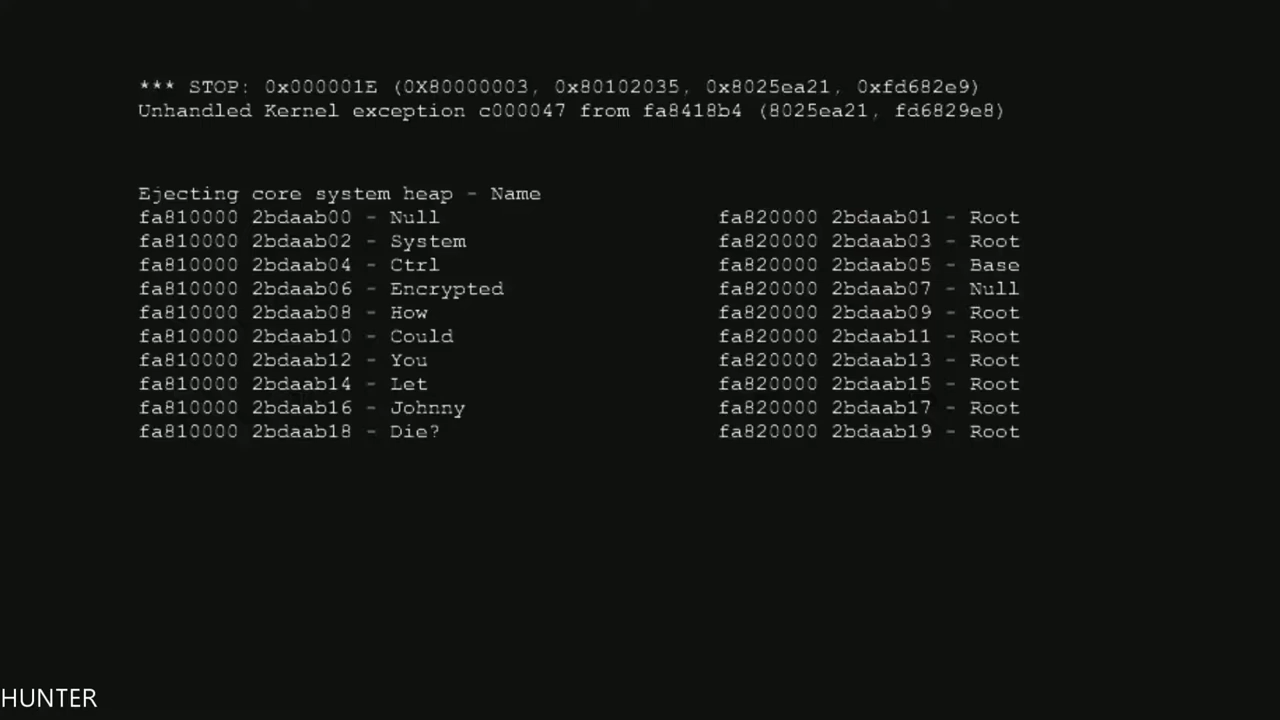 *** STOP: 0x000001E (0X80000003, 0x80102035, 0x8025ea21, 0xfd682e9)
Unhandled Kernel exception c000047 from fa8418b4 (8025ea21, fd6829e8)
Ejecting core system heap - Name
fa810000 2bdaab00 - Null fa820000 2bdaab01 - Root
fa810000 2bdaab02 - System fa820000 2bdaab03 - Root
fa810000 2bdaab04 - Ctrl fa820000 2bdaab05 - Base
fa810000 2bdaab06 - Encrypted fa820000 2bdaab07 - Null
fa810000 2bdaab08 - How fa820000 2bdaab09 - Root
fa810000 2bdaab10 - Could fa820000 2bdaab11 - Root
fa810000 2bdaab12 - You fa820000 2bdaab13 - Root
fa810000 2bdaab14 - Let fa820000 2bdaab15 - Root
fa810000 2bdaab16 - Johnny fa820000 2bdaab17 - Root
fa810000 2bdaab18 - Die? fa820000 2bdaab19 - Root
HUNTER